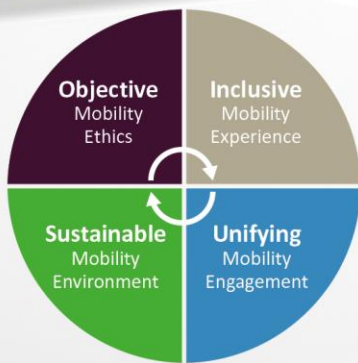 Objective
Mobility
Ethics
Inclusive
Mobility
Experience
Sustainable
Mobility
Environment
Unifying
Mobility
Engagement